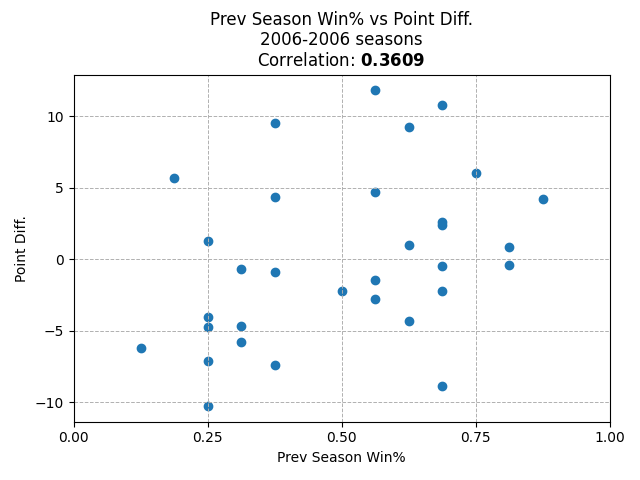 Prev Season Win% vs Point Diff.
2006-2006 seasons
Correlation: 0.3609
Point Diff.
10
5
0
−5
−10
0.00
0.25
0.50
0.75
1.00
Prev Season Win%